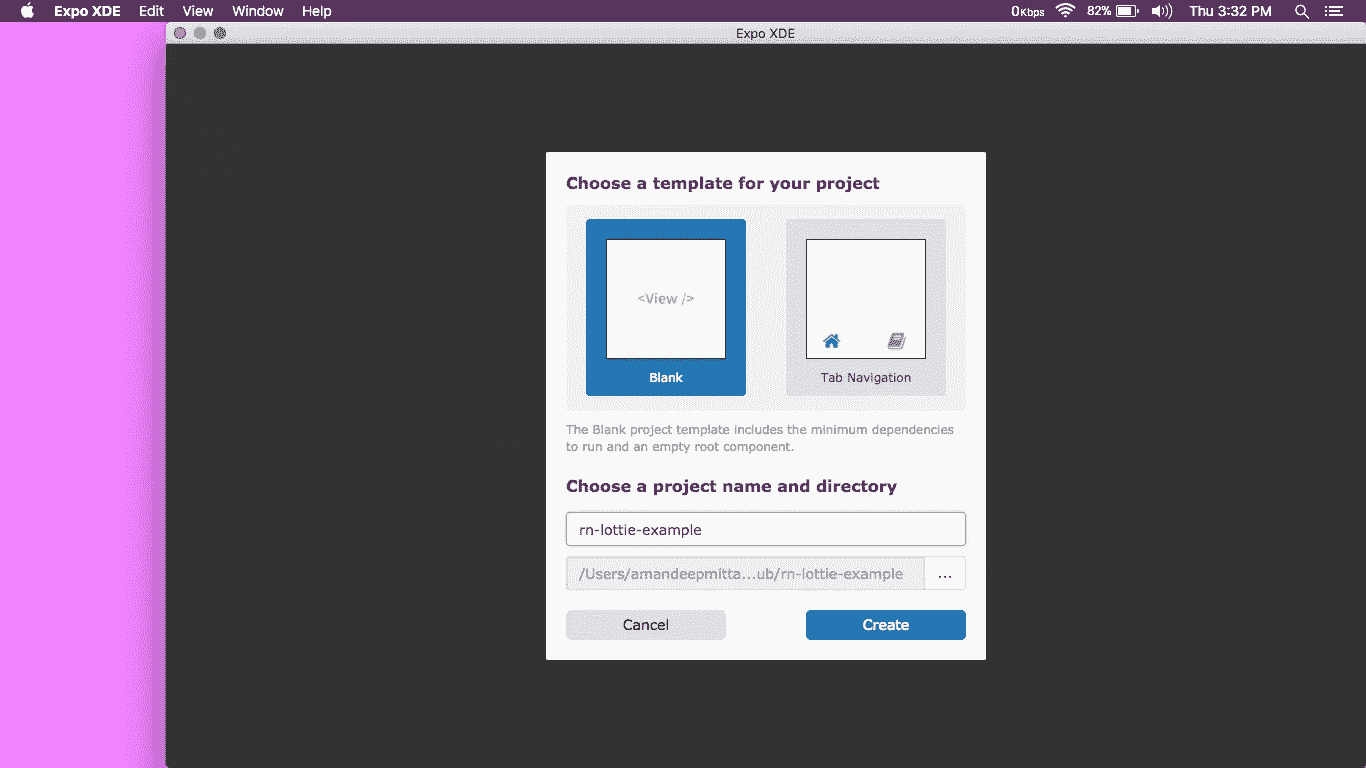 Expo XDE Edit View Window Help 0Kbps 82% Thu 3:32 PM
Expo XDE
Choose a template for your project
<View />
Blank Tab Navigation
The Blank project template includes the minimum dependencies
to run and an empty root component.
Choose a project name and directory
rn-lottie-example
/Users/amandeepmitta...ub/rn-lottie-example ...
Cancel Create